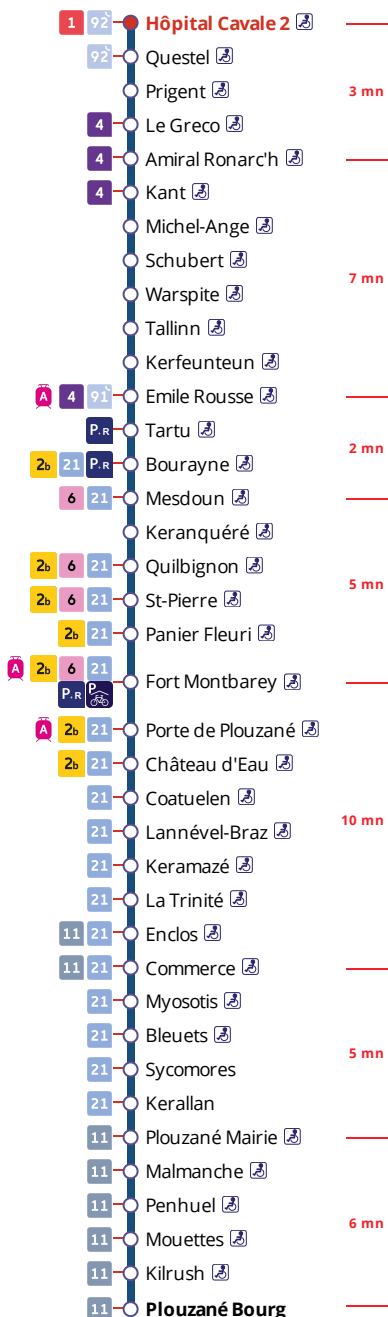 1 92 Hôpital Cavale 2
92 Questel
Prigent
3 mn
4 Le Greco
4 Amiral Ronarc'h
4 Kant
Michel-Ange
Schubert
7 mn
Warspite
Tallinn
Kerfeunteun
A 4 91 Emile Rousse
P.R Tartu
2 mn
2b 21 P.R Bourayne
6 21 Mesdoun
Keranquéré
2b 6 21 Quilbignon
5 mn
2b 6 21 St-Pierre
2b 21 Panier Fleuri
A 2b 6 21
P.R P Fort Montbarey
A 2b 21 Porte de Plouzané
2b 21 Château d'Eau
21 Coatuelen
10 mn
21 Lannével-Braz
21 Keramazé
21 La Trinité
11 21 Enclos
11 21 Commerce
21 Myosotis
21 Bleuets
5 mn
21 Sycomores
21 Kerallan
11 Plouzané Mairie
11 Malmanche
11 Penhuel
6 mn
11 Mouettes
11 Kilrush
11 Plouzané Bourg